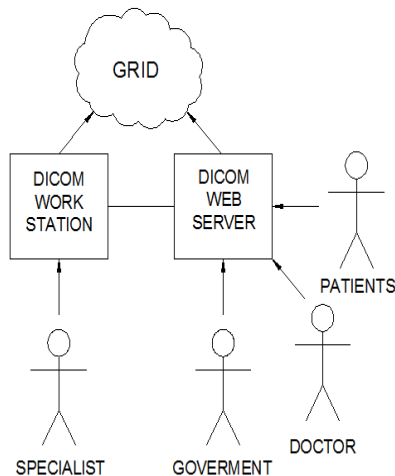 GRID
DICOM
WORK
STATION
DICOM
WEB
SERVER
PATIENTS
DOCTOR
SPECIALIST
GOVERMENT